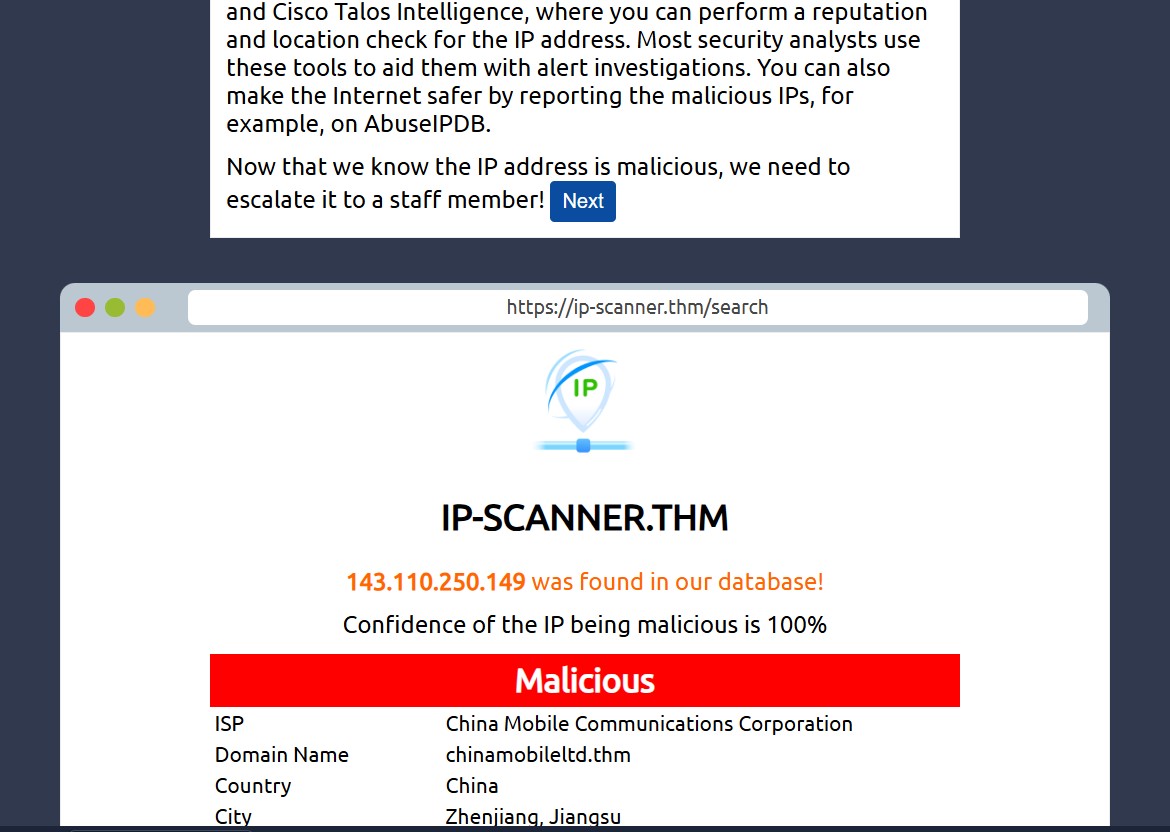 and Cisco Talos Intelligence, where you can perform a reputation
and location check for the IP address. Most security analysts use
these tools to aid them with alert investigations. You can also
make the Internet safer by reporting the malicious IPs, for
example, on AbuseIPDB.
Now that we know the IP address is malicious, we need to
escalate it to a staff member! Next
https://ip-scanner.thm/search
IP
IP-SCANNER.THM
143.110.250.149 was found in our database!
Confidence of the IP being malicious is 100%
Malicious
ISP China Mobile Communications Corporation
Domain Name chinamobileltd.thm
Country China
City Zhenjiang, Jiangsu